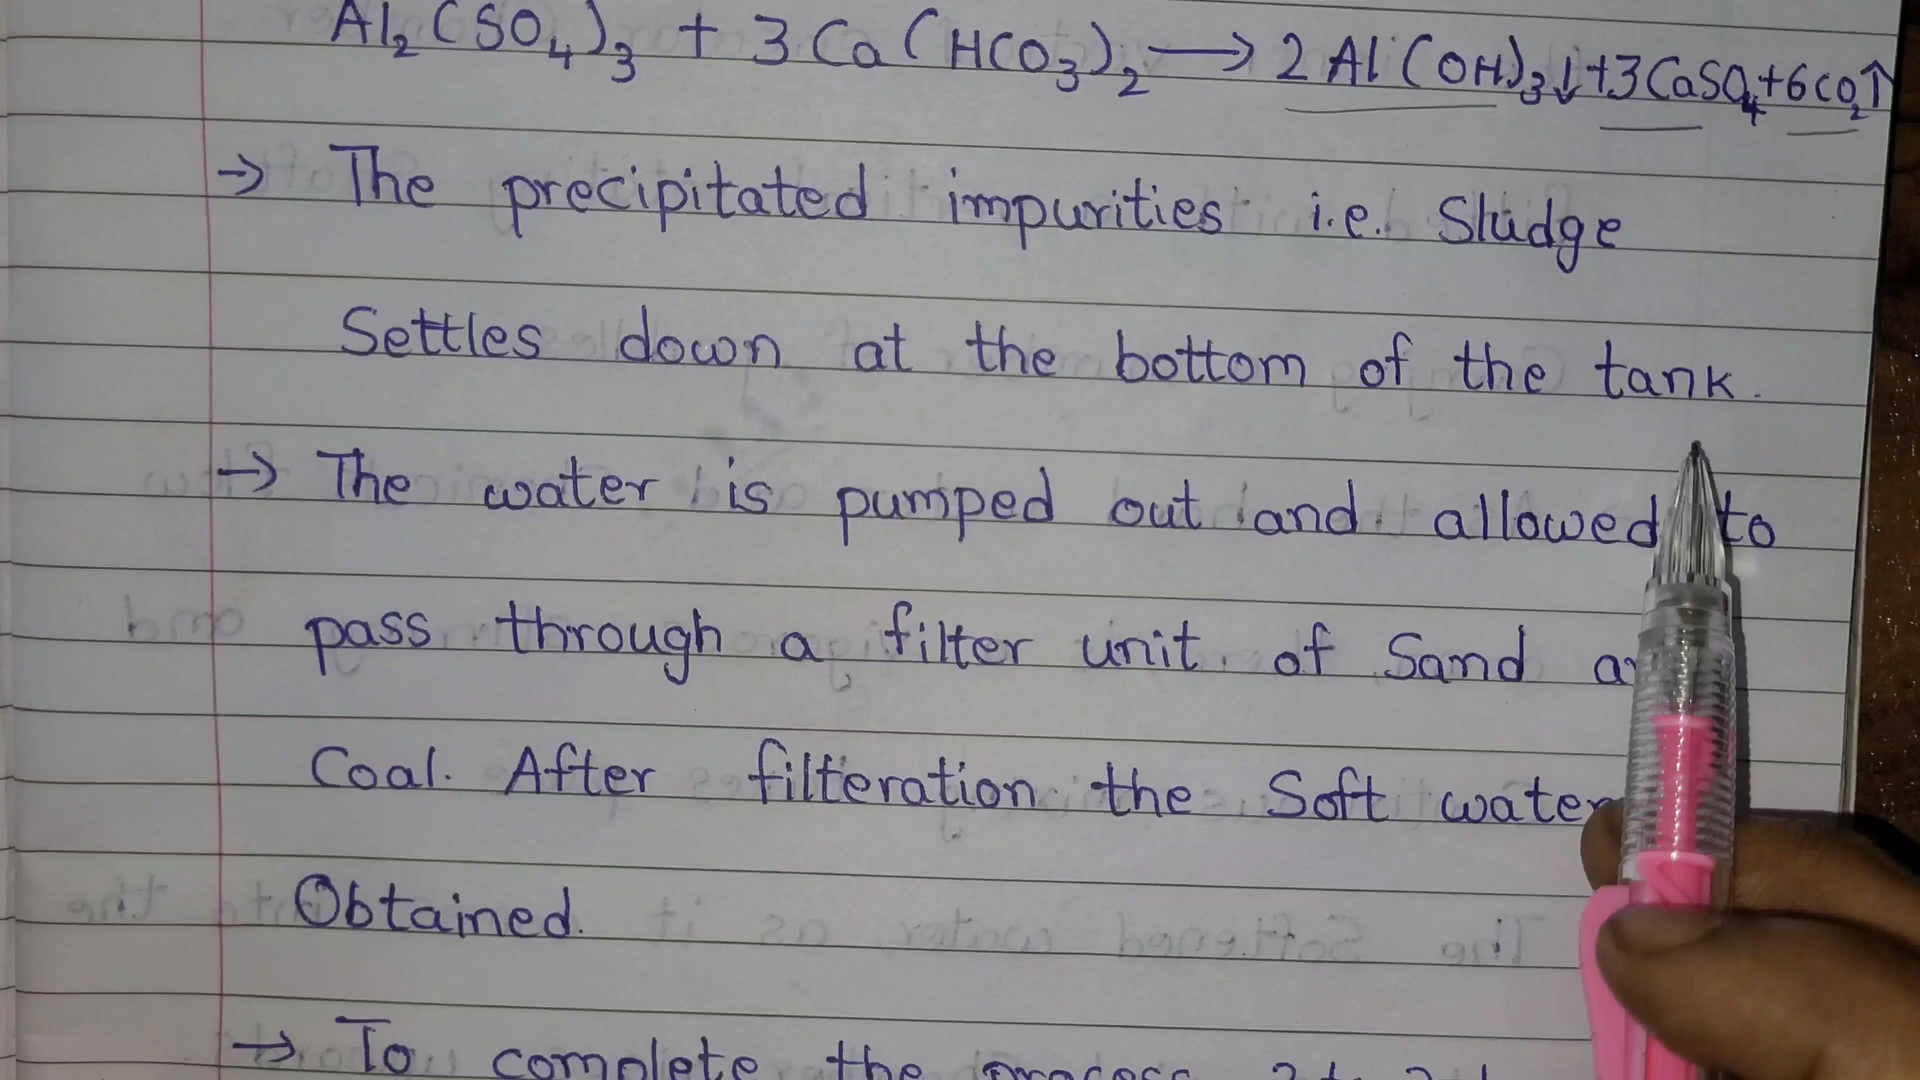 Al₂(SO₄)₃ + 3Ca(HCO₃)₂ → 2Al(OH)₃↓+3CaSO₄+6CO₂↑
→ The precipitated impurities i.e. Sludge
Settles down at the bottom of the tank.
→ The water is pumped out and allowed to
pass through a filter unit of Sand
Coal. After filteration the Soft water
Obtained.
→ To complete the process